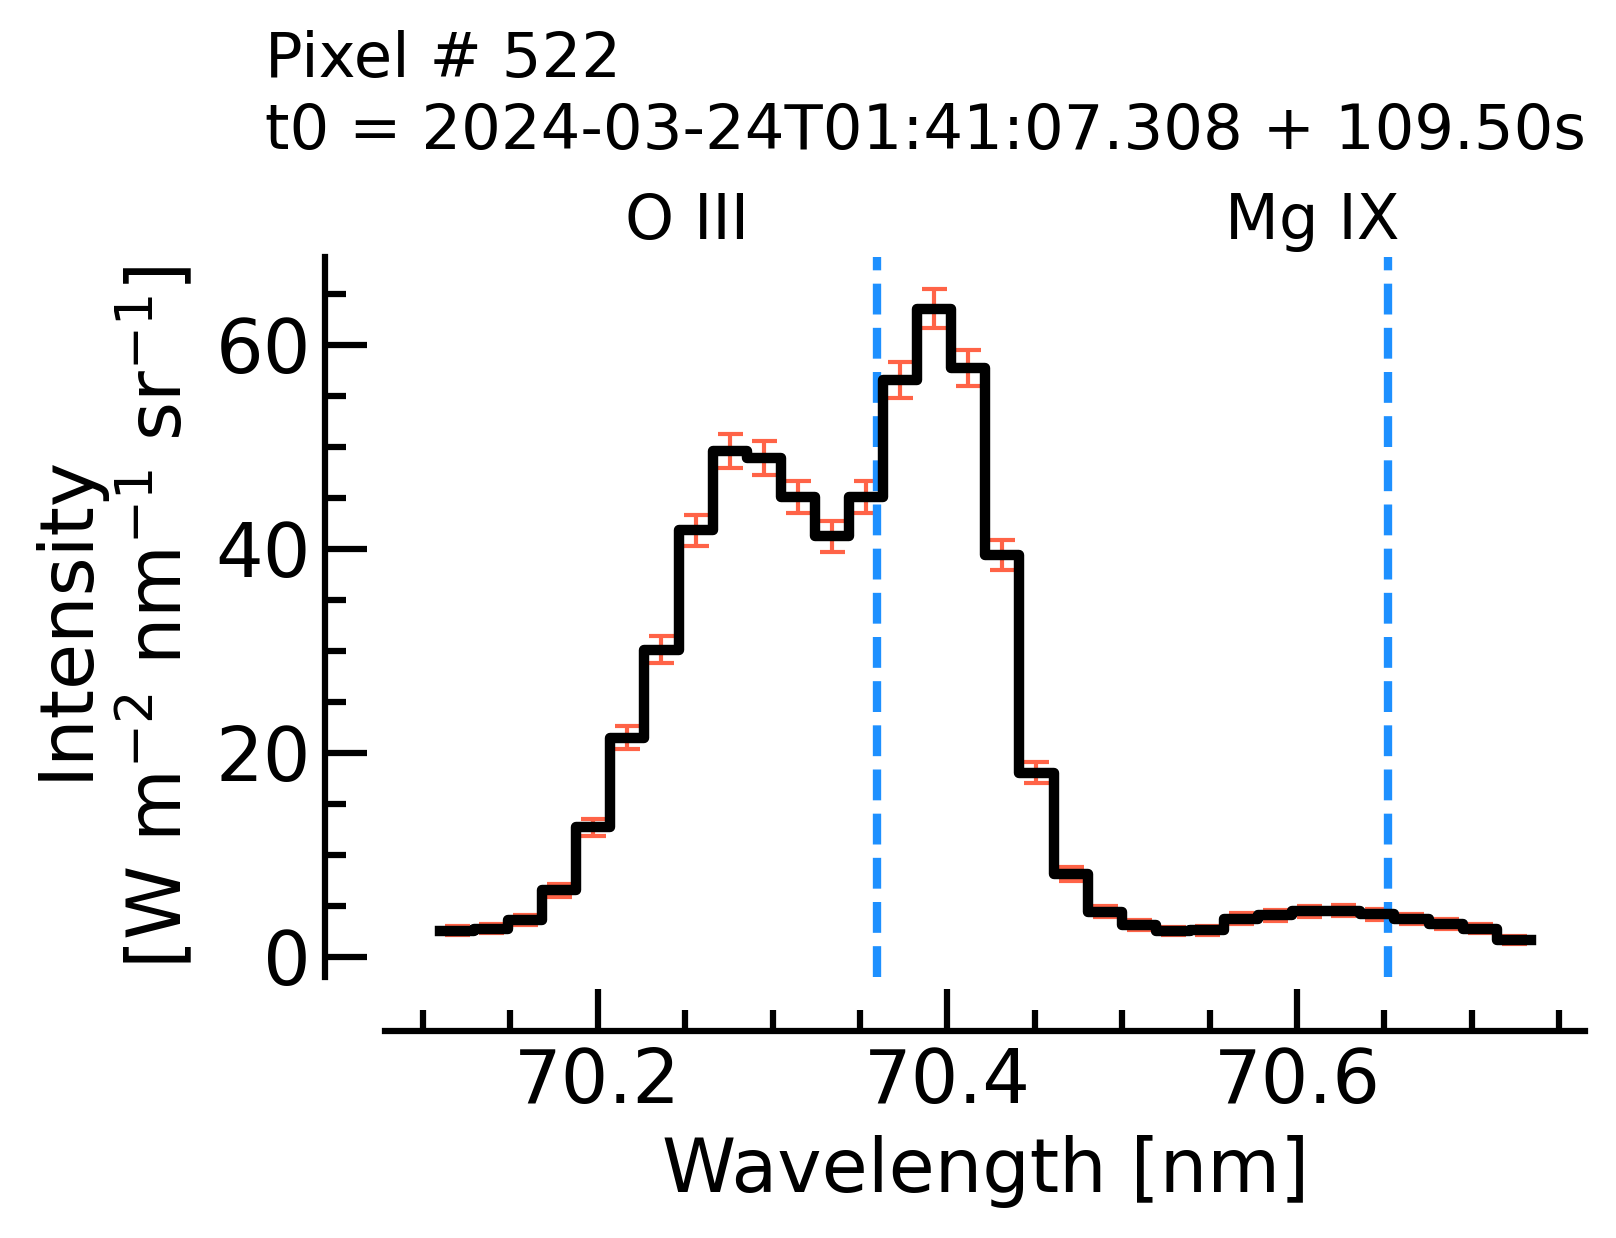 Pixel # 522
t0 = 2024-03-24T01:41:07.308 + 109.50s
O III
Mg IX
Intensity
[W m⁻² nm⁻¹ sr⁻¹]
60
40
20
0
70.2
70.4
70.6
Wavelength [nm]